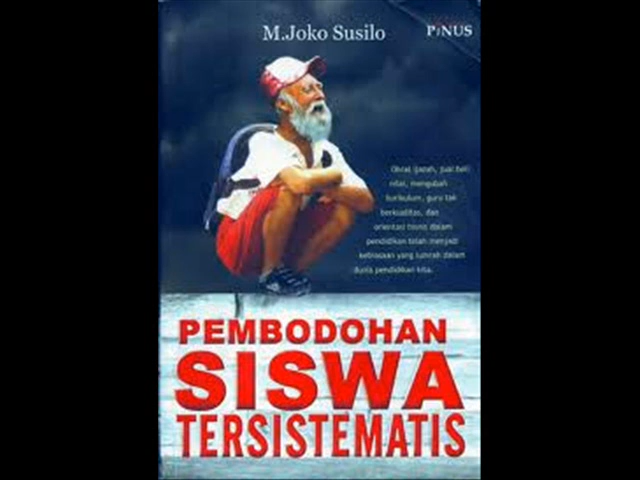 M.Joko Susilo
PINUS
Obral ijazah, jual beli
nilai, mengubah
kurikulum, guru tak
berkualitas, dan
orientasi bisnis dalam
pendidikan telah menjadi
kebiasaan yang lumrah dalam
dunia pendidikan kita.
PEMBODOHAN
SISWA
TERSISTEMATIS